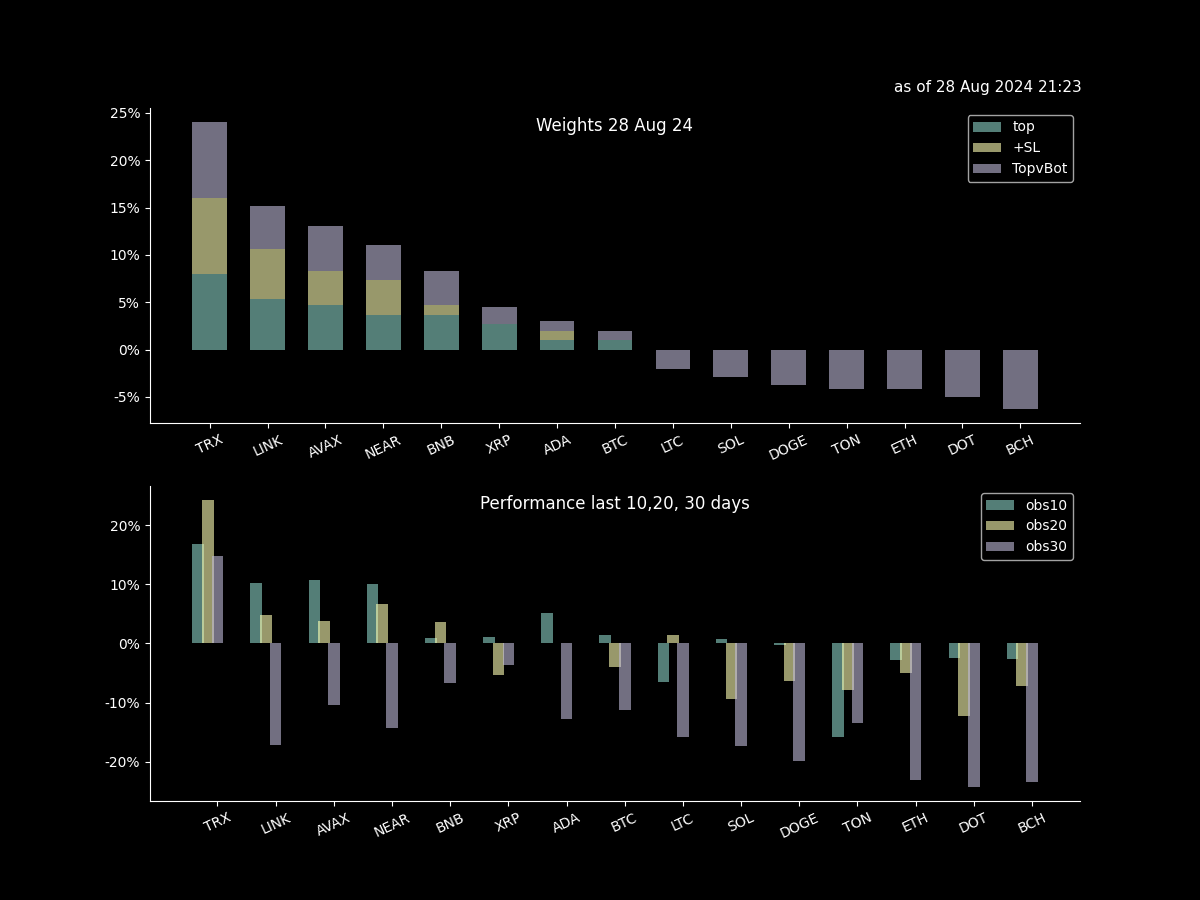 as of 28 Aug 2024 21:23
Weights 28 Aug 24
top
+SL
TopvBot
25%
20%
15%
10%
5%
0%
-5%
TRX LINK AVAX NEAR BNB XRP ADA BTC LTC SOL DOGE TON ETH DOT BCH
Performance last 10,20, 30 days
obs10
obs20
obs30
20%
10%
0%
-10%
-20%
TRX LINK AVAX NEAR BNB XRP ADA BTC LTC SOL DOGE TON ETH DOT BCH